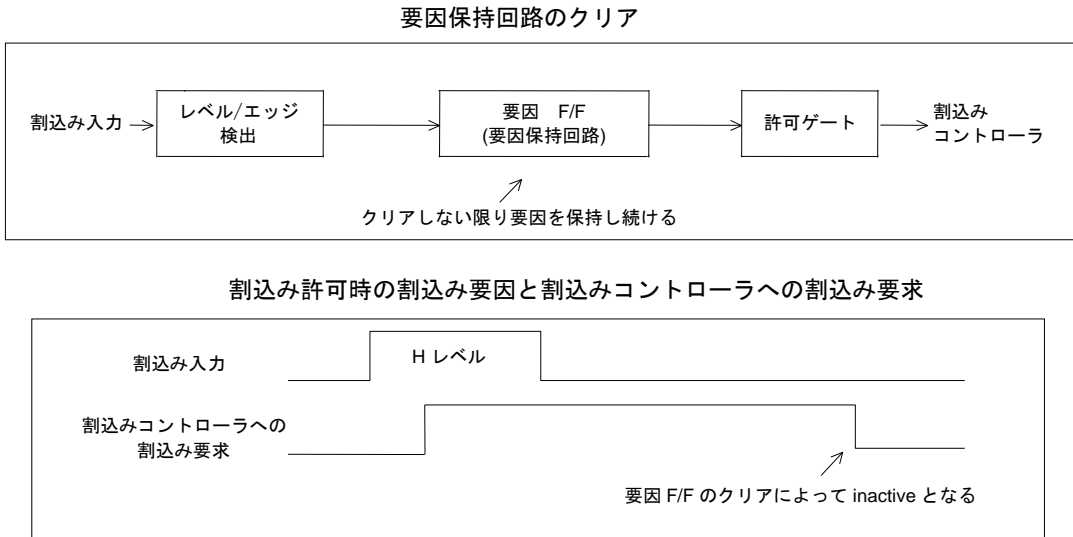 要因保持回路のクリア
割込み入力
レベル/エッジ
検出
要因 F/F
(要因保持回路)
許可ゲート
割込み
コントローラ
クリアしない限り要因を保持し続ける
割込み許可時の割込み要因と割込みコントローラへの割込み要求
割込み入力
H レベル
割込みコントローラへの
割込み要求
要因 F/F のクリアによって inactive となる